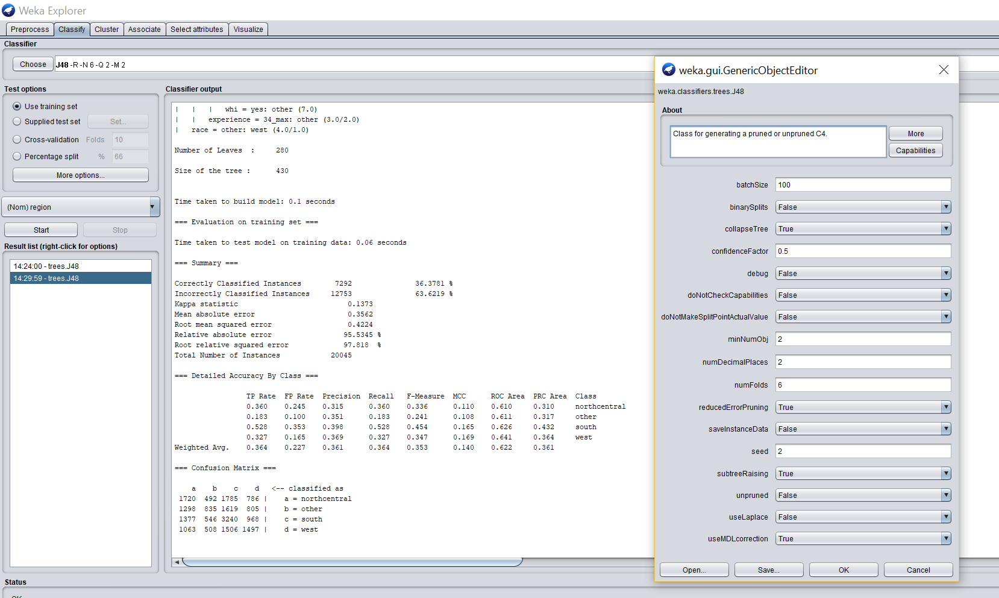 Weka Explorer
Preprocess Classify Cluster Associate Select attributes Visualize
Classifier
Choose J48 -R -N 6 -Q 2 -M 2
Test options
Use training set
Supplied test set Set...
Cross-validation Folds 10
Percentage split % 66
More options...
(Nom) region
Start Stop
Result list (right-click for options)
14:24:00 - trees.J48
14:29:59 - trees.J48
Classifier output
| | | whi = yes: other (7.0)
| | experience = 34_max: other (3.0/2.0)
| race = other: west (4.0/1.0)
Number of Leaves : 280
Size of the tree : 430
Time taken to build model: 0.1 seconds
=== Evaluation on training set ===
Time taken to test model on training data: 0.06 seconds
=== Summary ===
Correctly Classified Instances 7292 36.3781 %
Incorrectly Classified Instances 12753 63.6219 %
Kappa statistic 0.1373
Mean absolute error 0.3562
Root mean squared error 0.4224
Relative absolute error 95.5345 %
Root relative squared error 97.818 %
Total Number of Instances 20045
=== Detailed Accuracy By Class ===
TP Rate FP Rate Precision Recall F-Measure MCC ROC Area PRC Area Class
0.360 0.245 0.315 0.360 0.336 0.110 0.610 0.310 northcentral
0.183 0.100 0.351 0.183 0.241 0.108 0.611 0.317 other
0.528 0.353 0.398 0.528 0.454 0.165 0.626 0.432 south
0.327 0.165 0.369 0.327 0.347 0.169 0.641 0.364 west
Weighted Avg. 0.364 0.227 0.361 0.364 0.353 0.140 0.622 0.361
=== Confusion Matrix ===
a b c d <-- classified as
1720 492 1785 786 | a = northcentral
1298 835 1619 805 | b = other
1377 546 3240 968 | c = south
1063 508 1506 1497 | d = west
Status
OK
weka.gui.GenericObjectEditor
weka.classifiers.trees.J48
About
Class for generating a pruned or unpruned C4.
More
Capabilities
batchSize 100
binarySplits False
collapseTree True
confidenceFactor 0.5
debug False
doNotCheckCapabilities False
doNotMakeSplitPointActualValue False
minNumObj 2
numDecimalPlaces 2
numFolds 6
reducedErrorPruning True
saveInstanceData False
seed 2
subtreeRaising True
unpruned False
useLaplace False
useMDLcorrection True
Open... Save... OK Cancel